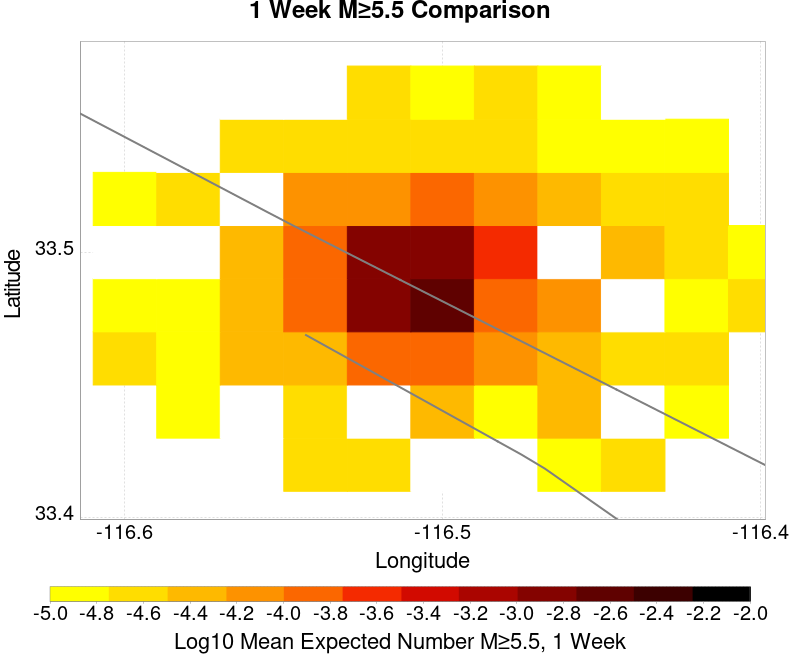 1 Week M≥5.5 Comparison
Latitude
33.5
33.4
-116.6 -116.5 -116.4
Longitude
-5.0 -4.8 -4.6 -4.4 -4.2 -4.0 -3.8 -3.6 -3.4 -3.2 -3.0 -2.8 -2.6 -2.4 -2.2 -2.0
Log10 Mean Expected Number M≥5.5, 1 Week